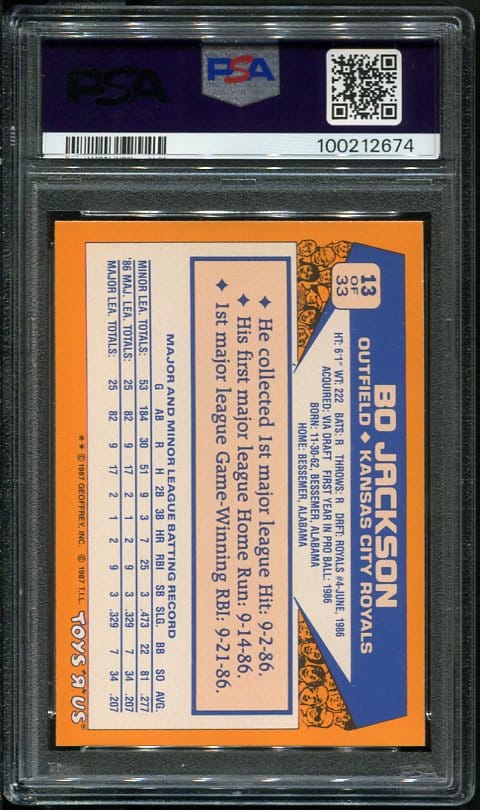 PSA
PSA
100212674
13
OF
33
BO JACKSON
OUTFIELD ♦ KANSAS CITY ROYALS
HT: 6'1" WT: 222 BATS: R THROWS: R DRFT: ROYALS #4-JUNE, 1986
ACQUIRED: VIA DRAFT FIRST YEAR IN PRO BALL: 1986
BORN: 11-30-62, BESSEMER, ALABAMA
HOME: BESSEMER, ALABAMA
♦ He collected 1st major league Hit: 9-2-86.
♦ His first major league Home Run: 9-14-86.
♦ 1st major league Game-Winning RBI: 9-21-86.
MAJOR AND MINOR LEAGUE BATTING RECORD
G AB R H 2B 3B HR RBI SB SLG. BB SO AVG.
MINOR LEA. TOTALS: 53 184 30 51 9 3 7 25 3 .473 22 81 .277
'86 MAJ. LEA. TOTALS: 25 82 9 17 2 1 2 9 3 .329 7 34 .207
MAJOR LEA. TOTALS: 25 82 9 17 2 1 2 9 3 .329 7 34 .207
** © 1987 GEOFFREY, INC. © 1987 T.I.L. TOYS "R" US®